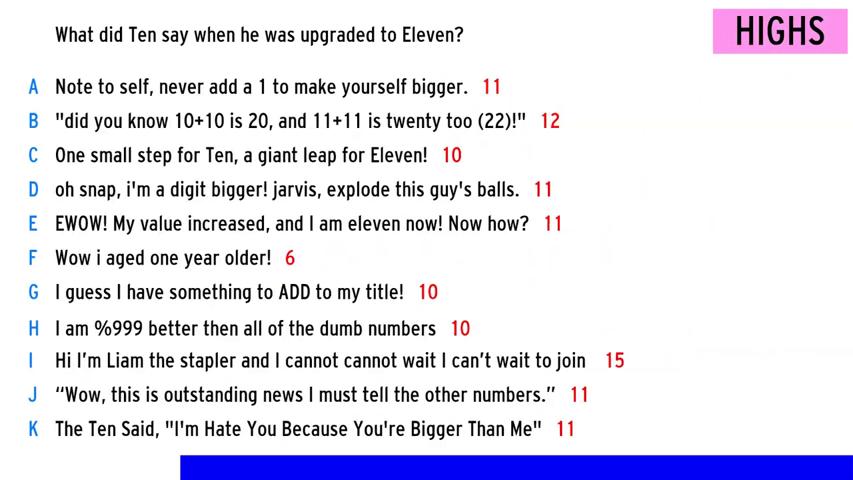 What did Ten say when he was upgraded to Eleven?
HIGHS
A Note to self, never add a 1 to make yourself bigger. 11
B "did you know 10+10 is 20, and 11+11 is twenty too (22)!" 12
C One small step for Ten, a giant leap for Eleven! 10
D oh snap, i'm a digit bigger! jarvis, explode this guy's balls. 11
E EWOW! My value increased, and I am eleven now! Now how? 11
F Wow i aged one year older! 6
G I guess I have something to ADD to my title! 10
H I am %999 better then all of the dumb numbers 10
I Hi I’m Liam the stapler and I cannot cannot wait I can’t wait to join 15
J “Wow, this is outstanding news I must tell the other numbers.” 11
K The Ten Said, "I'm Hate You Because You're Bigger Than Me" 11